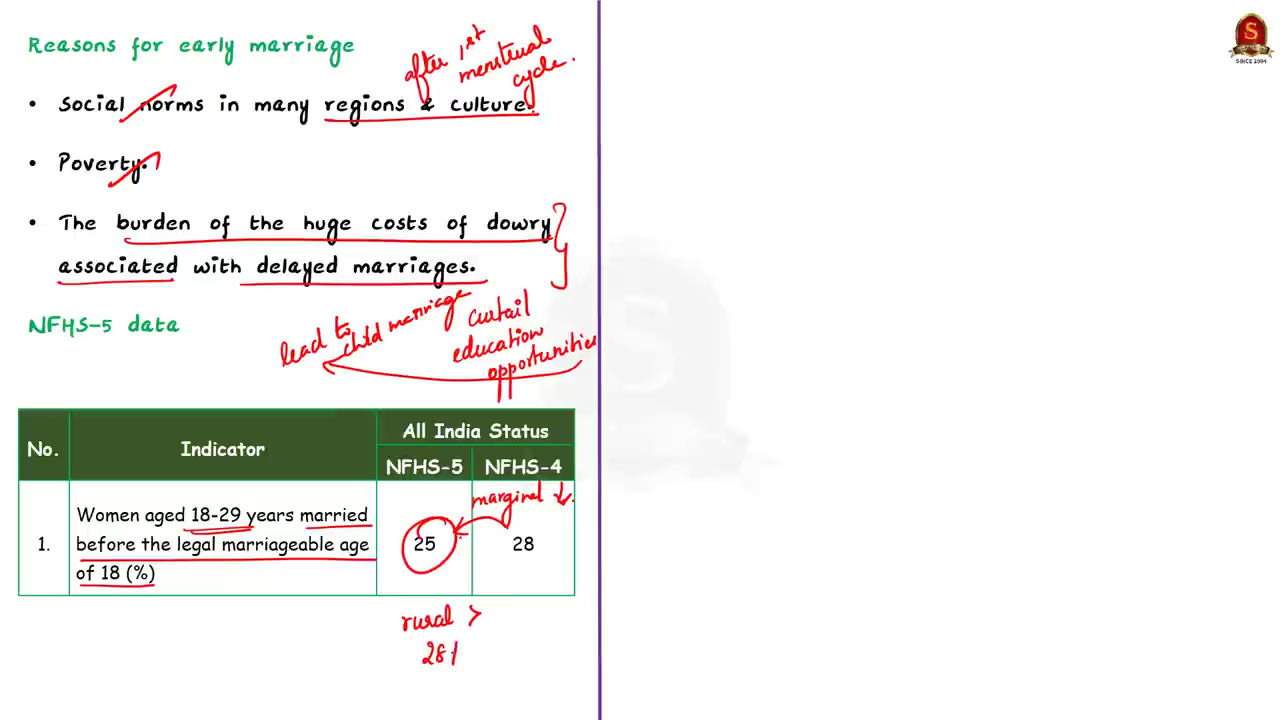 Reasons for early marriage
after 1st
menstrual
cycle.
• Social norms in many regions & culture.
• Poverty.
• The burden of the huge costs of dowry
associated with delayed marriages.
lead to
child marriage
curtail
education
opportunities
NFHS-5 data
No.
Indicator
All India Status
NFHS-5
NFHS-4
marginal ↓
1.
Women aged 18-29 years married
before the legal marriageable age
of 18 (%)
25
28
rural >
28%
S
SINCE 2004
S